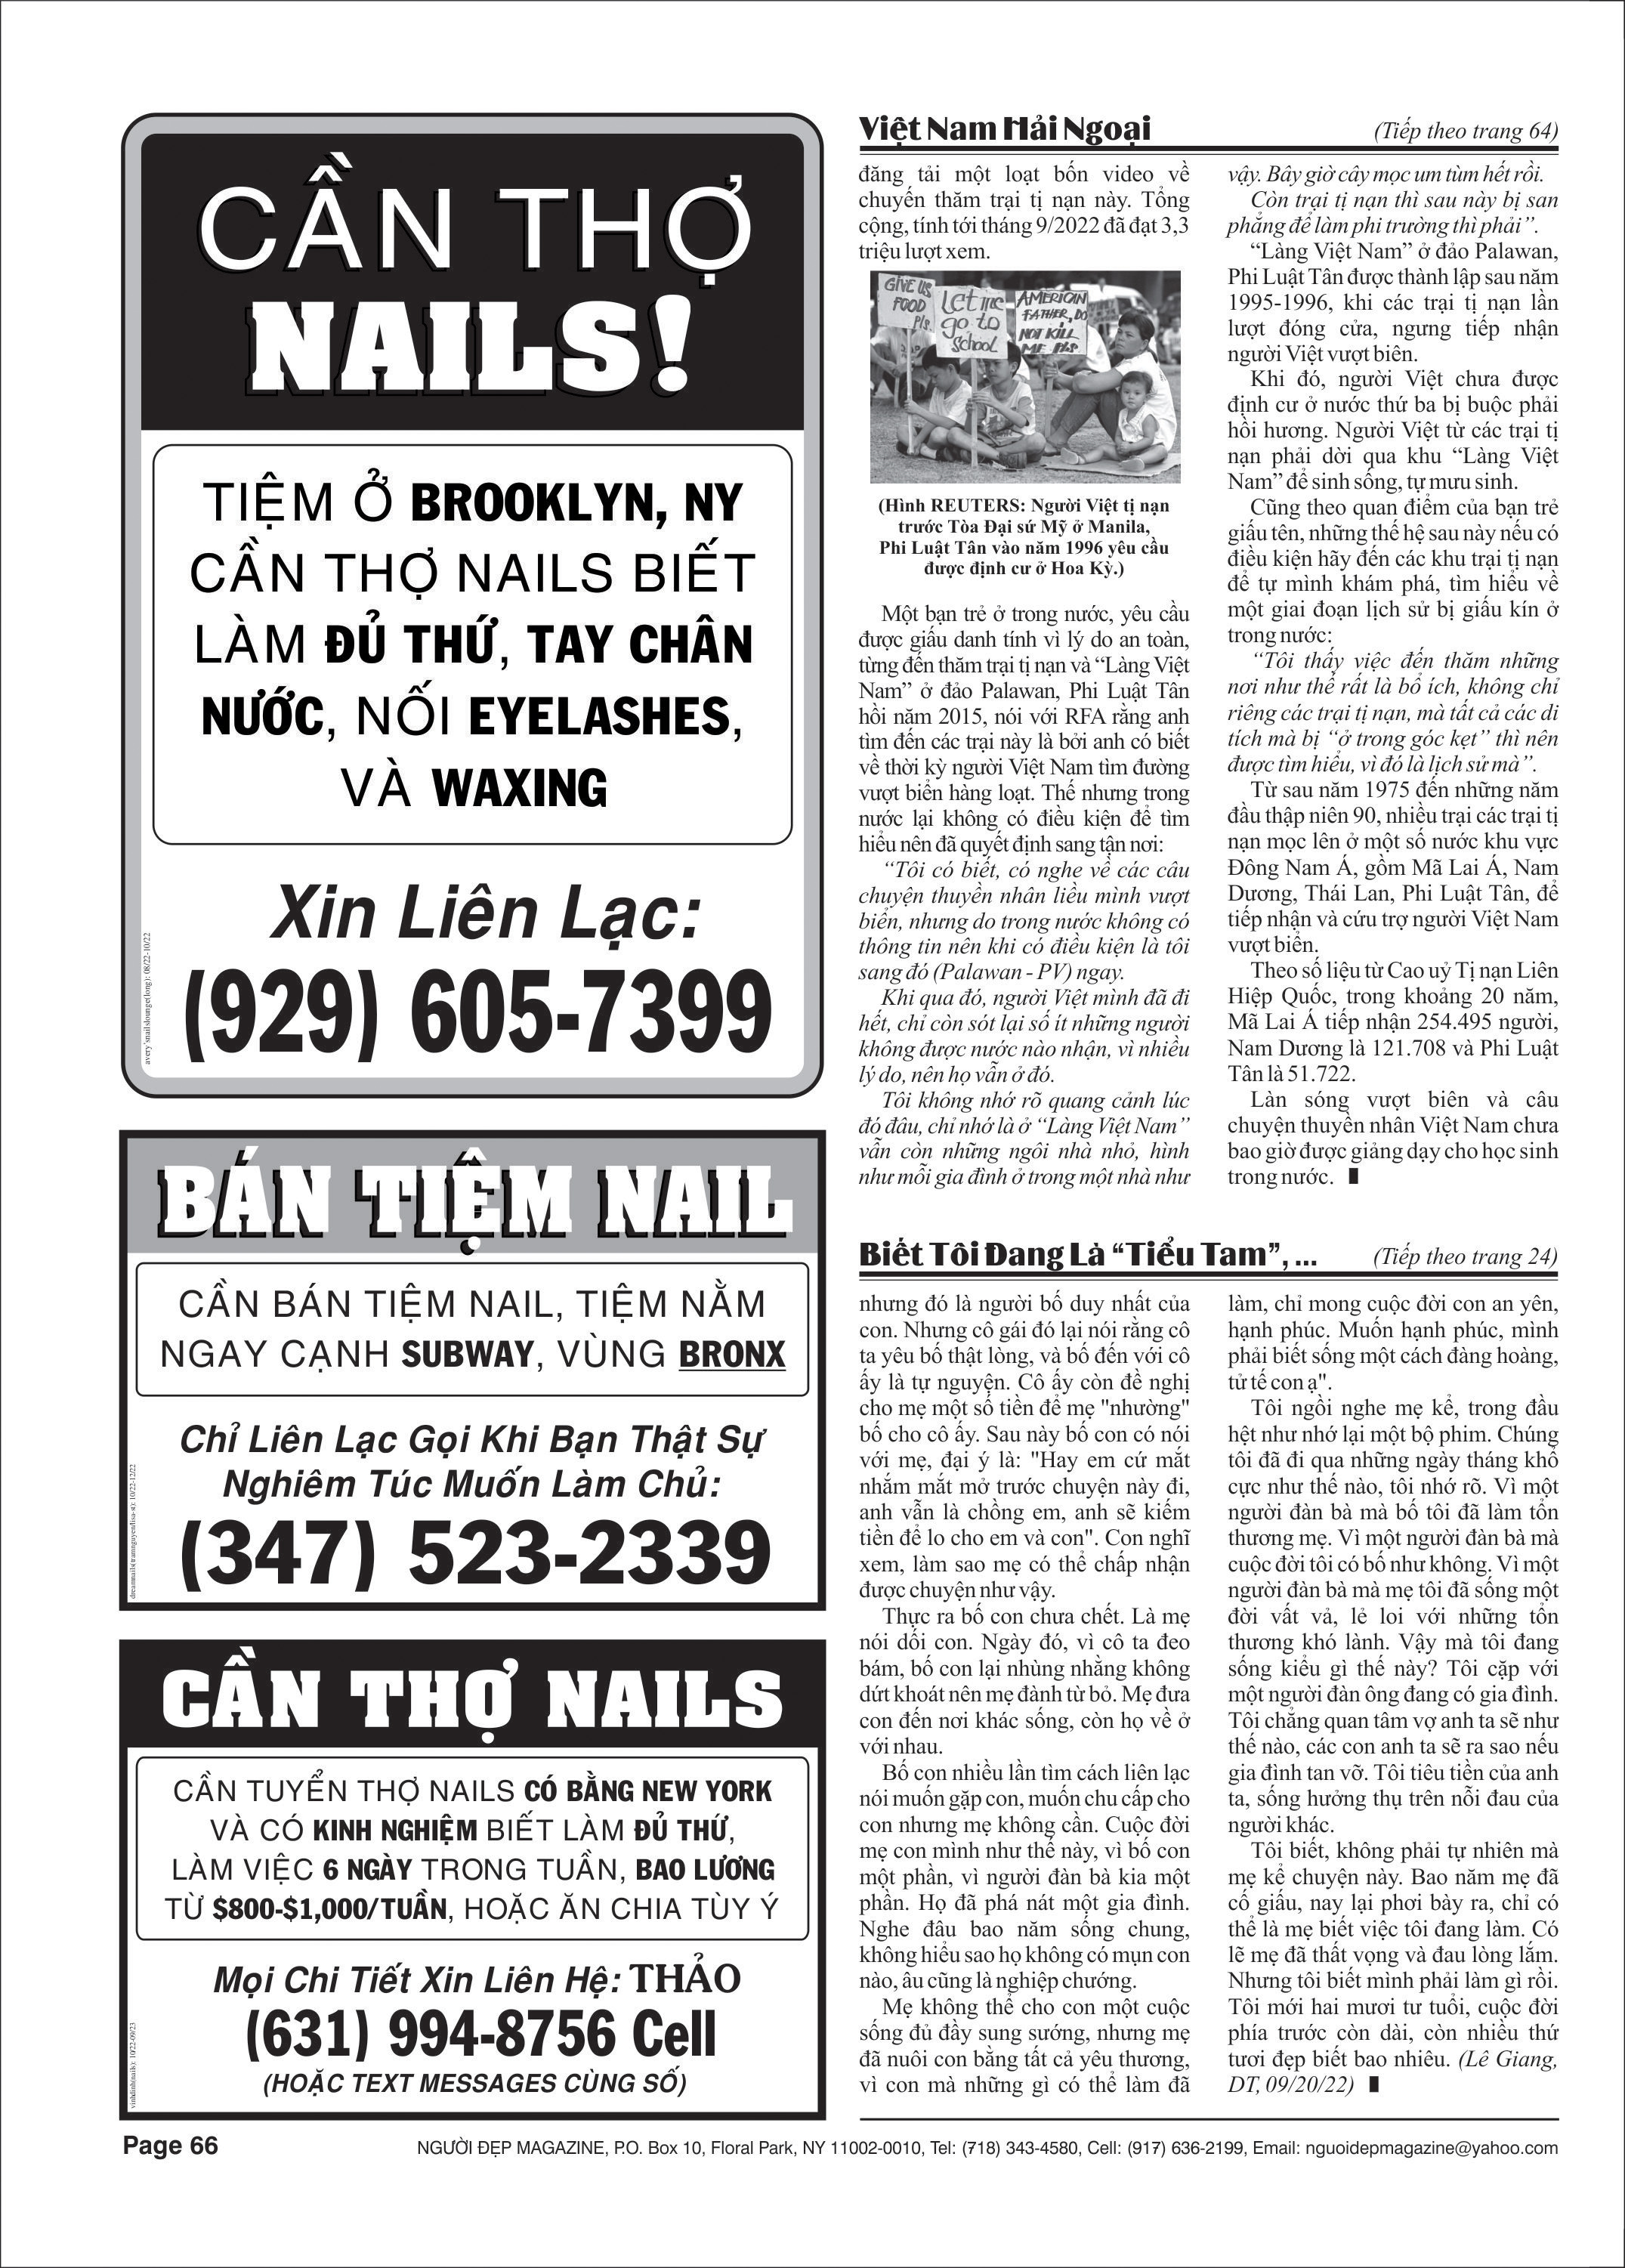 CẦN THỢ
NAILS!
TIỆM Ở BROOKLYN, NY
CẦN THỢ NAILS BIẾT
LÀM ĐỦ THỨ, TAY CHÂN
NƯỚC, NỐI EYELASHES,
VÀ WAXING
Xin Liên Lạc:
(929) 605-7399
avery'snailslounge(long): 08/22-10/22
BÁN TIỆM NAIL
CẦN BÁN TIỆM NAIL, TIỆM NẰM
NGAY CẠNH SUBWAY, VÙNG BRONX
Chỉ Liên Lạc Gọi Khi Bạn Thật Sự
Nghiêm Túc Muốn Làm Chủ:
(347) 523-2339
CẦN THỢ NAILS
CẦN TUYỂN THỢ NAILS CÓ BẰNG NEW YORK
VÀ CÓ KINH NGHIỆM BIẾT LÀM ĐỦ THỨ,
LÀM VIỆC 6 NGÀY TRONG TUẦN, BAO LƯƠNG
TỪ $800-$1,000/TUẦN, HOẶC ĂN CHIA TÙY Ý
Mọi Chi Tiết Xin Liên Hệ: THẢO
(631) 994-8756 Cell
(HOẶC TEXT MESSAGES CÙNG SỐ)
Việt Nam Hải Ngoại
(Tiếp theo trang 64)
đăng tải một loạt bốn video về
chuyến thăm trại tị nạn này. Tổng
cộng, tính tới tháng 9/2022 đã đạt 3,3
triệu lượt xem.
GIVE US
FOOD
Pls
Let me
go to
School
AMERICAN
FATHER, DO
NOT KILL
ME Pls.
(Hình REUTERS: Người Việt tị nạn
trước Tòa Đại sứ Mỹ ở Manila,
Phi Luật Tân vào năm 1996 yêu cầu
được định cư ở Hoa Kỳ.)
Một bạn trẻ ở trong nước, yêu cầu
được giấu danh tính vì lý do an toàn,
từng đến thăm trại tị nạn và “Làng Việt
Nam” ở đảo Palawan, Phi Luật Tân
hồi năm 2015, nói với RFA rằng anh
tìm đến các trại này là bởi anh có biết
về thời kỳ người Việt Nam tìm đường
vượt biển hàng loạt. Thế nhưng trong
nước lại không có điều kiện để tìm
hiểu nên đã quyết định sang tận nơi:
“Tôi có biết, có nghe về các câu
chuyện thuyền nhân liều mình vượt
biển, nhưng do trong nước không có
thông tin nên khi có điều kiện là tôi
sang đó (Palawan - PV) ngay.
Khi qua đó, người Việt mình đã đi
hết, chỉ còn sót lại số ít những người
không được nước nào nhận, vì nhiều
lý do, nên họ vẫn ở đó.
Tôi không nhớ rõ quang cảnh lúc
đó đâu, chỉ nhớ là ở “Làng Việt Nam”
vẫn còn những ngôi nhà nhỏ, hình
như mỗi gia đình ở trong một nhà như
vậy. Bây giờ cây mọc um tùm hết rồi.
Còn trại tị nạn thì sau này bị san
phẳng để làm phi trường thì phải”.
“Làng Việt Nam” ở đảo Palawan,
Phi Luật Tân được thành lập sau năm
1995-1996, khi các trại tị nạn lần
lượt đóng cửa, ngưng tiếp nhận
người Việt vượt biên.
Khi đó, người Việt chưa được
định cư ở nước thứ ba bị buộc phải
hồi hương. Người Việt từ các trại tị
nạn phải dời qua khu “Làng Việt
Nam” để sinh sống, tự mưu sinh.
Cũng theo quan điểm của bạn trẻ
giấu tên, những thế hệ sau này nếu có
điều kiện hãy đến các khu trại tị nạn
để tự mình khám phá, tìm hiểu về
một giai đoạn lịch sử bị giấu kín ở
trong nước:
“Tôi thấy việc đến thăm những
nơi như thế rất là bổ ích, không chỉ
riêng các trại tị nạn, mà tất cả các di
tích mà bị “ở trong góc kẹt” thì nên
được tìm hiểu, vì đó là lịch sử mà”.
Từ sau năm 1975 đến những năm
đầu thập niên 90, nhiều trại các trại tị
nạn mọc lên ở một số nước khu vực
Đông Nam Á, gồm Mã Lai Á, Nam
Dương, Thái Lan, Phi Luật Tân, để
tiếp nhận và cứu trợ người Việt Nam
vượt biển.
Theo số liệu từ Cao uỷ Tị nạn Liên
Hiệp Quốc, trong khoảng 20 năm,
Mã Lai Á tiếp nhận 254.495 người,
Nam Dương là 121.708 và Phi Luật
Tân là 51.722.
Làn sóng vượt biên và câu
chuyện thuyền nhân Việt Nam chưa
bao giờ được giảng dạy cho học sinh
trong nước.
Biết Tôi Đang Là “Tiểu Tam”, ...
(Tiếp theo trang 24)
nhưng đó là người bố duy nhất của
con. Nhưng cô gái đó lại nói rằng cô
ta yêu bố thật lòng, và bố đến với cô
ấy là tự nguyện. Cô ấy còn đề nghị
cho mẹ một số tiền để mẹ "nhường"
bố cho cô ấy. Sau này bố con có nói
với mẹ, đại ý là: "Hay em cứ mắt
nhắm mắt mở trước chuyện này đi,
anh vẫn là chồng em, anh sẽ kiếm
tiền để lo cho em và con". Con nghĩ
xem, làm sao mẹ có thể chấp nhận
được chuyện như vậy.
Thực ra bố con chưa chết. Là mẹ
nói dối con. Ngày đó, vì cô ta đeo
bám, bố con lại nhùng nhằng không
dứt khoát nên mẹ đành từ bỏ. Mẹ đưa
con đến nơi khác sống, còn họ về ở
với nhau.
Bố con nhiều lần tìm cách liên lạc
nói muốn gặp con, muốn chu cấp cho
con nhưng mẹ không cần. Cuộc đời
mẹ con mình như thế này, vì bố con
một phần, vì người đàn bà kia một
phần. Họ đã phá nát một gia đình.
Nghe đâu bao năm sống chung,
không hiểu sao họ không có mụn con
nào, âu cũng là nghiệp chướng.
Mẹ không thể cho con một cuộc
sống đủ đầy sung sướng, nhưng mẹ
đã nuôi con bằng tất cả yêu thương,
vì con mà những gì có thể làm đã
làm, chỉ mong cuộc đời con an yên,
hạnh phúc. Muốn hạnh phúc, mình
phải biết sống một cách đàng hoàng,
tử tế con ạ".
Tôi ngồi nghe mẹ kể, trong đầu
hệt như nhớ lại một bộ phim. Chúng
tôi đã đi qua những ngày tháng khổ
cực như thế nào, tôi nhớ rõ. Vì một
người đàn bà mà bố tôi đã làm tổn
thương mẹ. Vì một người đàn bà mà
cuộc đời tôi có bố như không. Vì một
người đàn bà mà mẹ tôi đã sống một
đời vất vả, lẻ loi với những tổn
thương khó lành. Vậy mà tôi đang
sống kiểu gì thế này? Tôi cặp với
một người đàn ông đang có gia đình.
Tôi chẳng quan tâm vợ anh ta sẽ như
thế nào, các con anh ta sẽ ra sao nếu
gia đình tan vỡ. Tôi tiêu tiền của anh
ta, sống hưởng thụ trên nỗi đau của
người khác.
Tôi biết, không phải tự nhiên mà
mẹ kể chuyện này. Bao năm mẹ đã
cố giấu, nay lại phơi bày ra, chỉ có
thể là mẹ biết việc tôi đang làm. Có
lẽ mẹ đã thất vọng và đau lòng lắm.
Nhưng tôi biết mình phải làm gì rồi.
Tôi mới hai mươi tư tuổi, cuộc đời
phía trước còn dài, còn nhiều thứ
tươi đẹp biết bao nhiêu. (Lê Giang,
DT, 09/20/22)
Page 66
NGƯỜI ĐẸP MAGAZINE, P.O. Box 10, Floral Park, NY 11002-0010, Tel: (718) 343-4580, Cell: (917) 636-2199, Email: nguoidepmagazine@yahoo.com